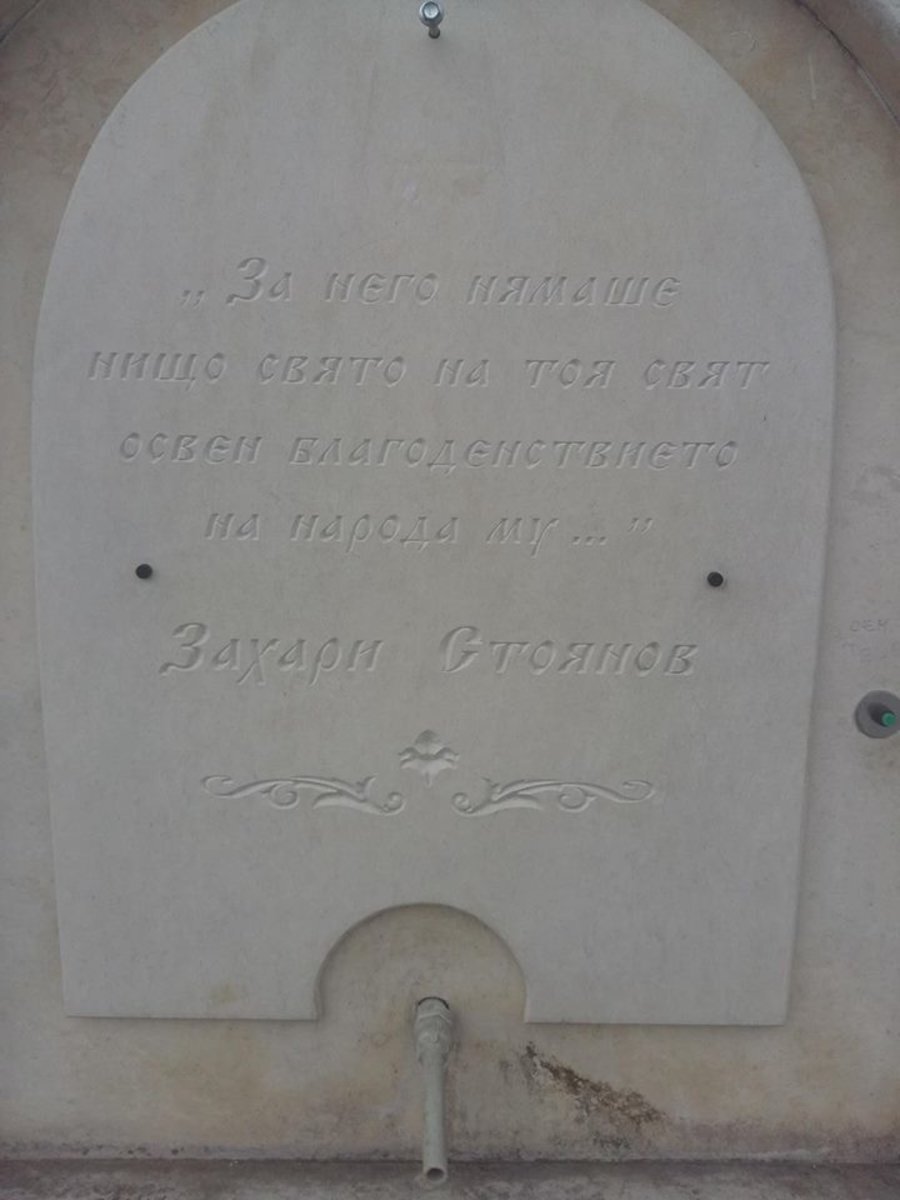 „За него нямаше
нищо свято на тоя свят
освен благоденствието
на народа му..."
Захари Стоянов